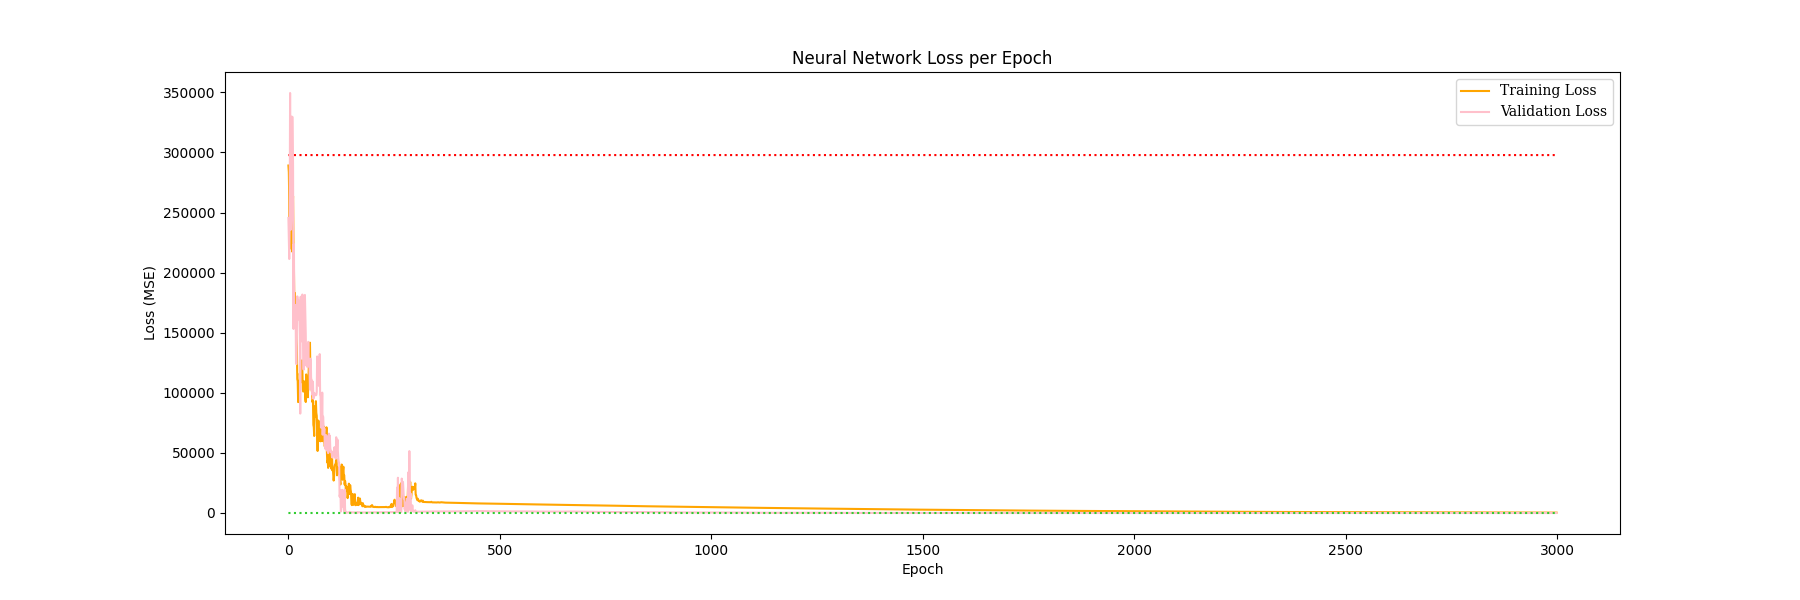 Neural Network Loss per Epoch
Training Loss
Validation Loss
350000
300000
250000
200000
150000
100000
50000
0
Loss (MSE)
0 500 1000 1500 2000 2500 3000
Epoch